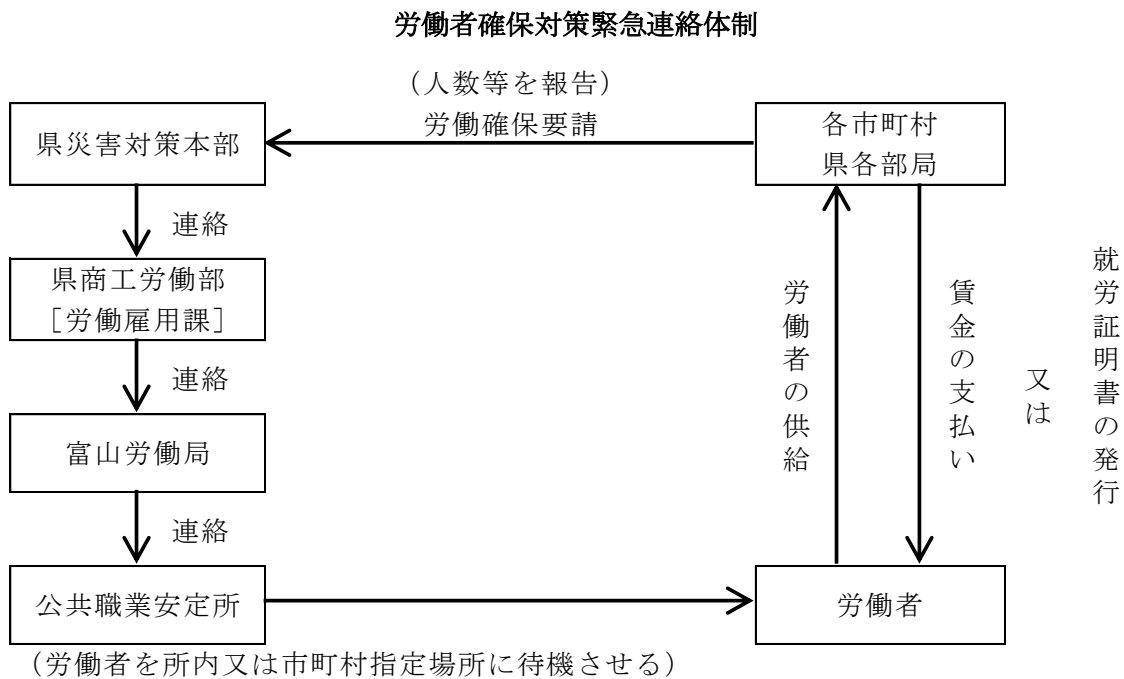 労働者確保対策緊急連絡体制
（人数等を報告）
労働確保要請
県災害対策本部
各市町村
県各部局
連絡
県商工労働部
［労働雇用課］
連絡
富山労働局
連絡
公共職業安定所
労働者の供給
賃金の支払い
又は
就労証明書の発行
労働者
（労働者を所内又は市町村指定場所に待機させる）